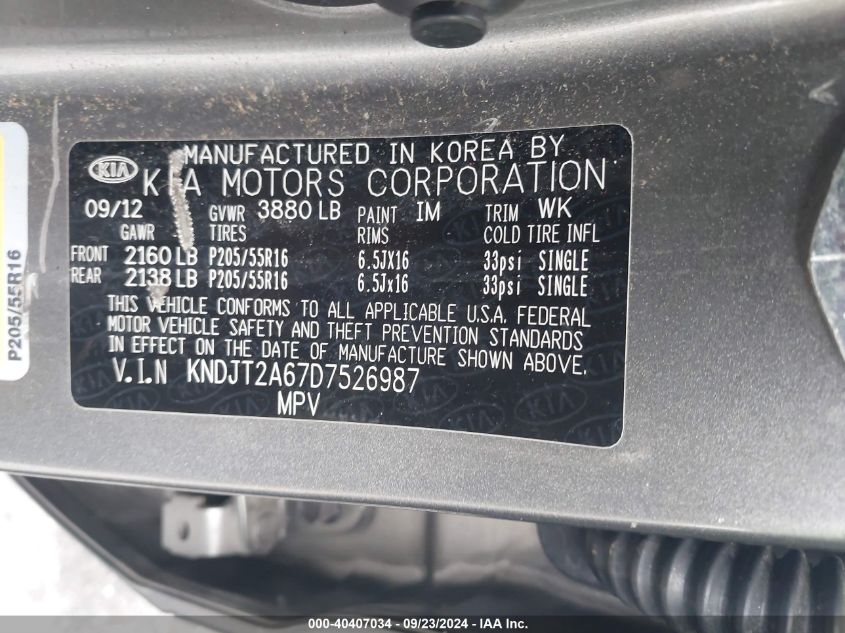 MANUFACTURED IN KOREA BY
KIA KIA MOTORS CORPORATION
09/12 GVWR 3880 LB PAINT IM TRIM WK
GAWR TIRES RIMS COLD TIRE INFL
FRONT 2160 LB P205/55R16 6.5JX16 33psi SINGLE
REAR 2138 LB P205/55R16 6.5Jx16 33psi SINGLE
THIS VEHICLE CONFORMS TO ALL APPLICABLE U.S.A. FEDERAL
MOTOR VEHICLE SAFETY AND THEFT PREVENTION STANDARDS
IN EFFECT ON THE DATE OF MANUFACTURE SHOWN ABOVE.
V.I.N KNDJT2A67D7526987
MPV
P205/55R16
000-40407034 - 09/23/2024 - IAAI.com